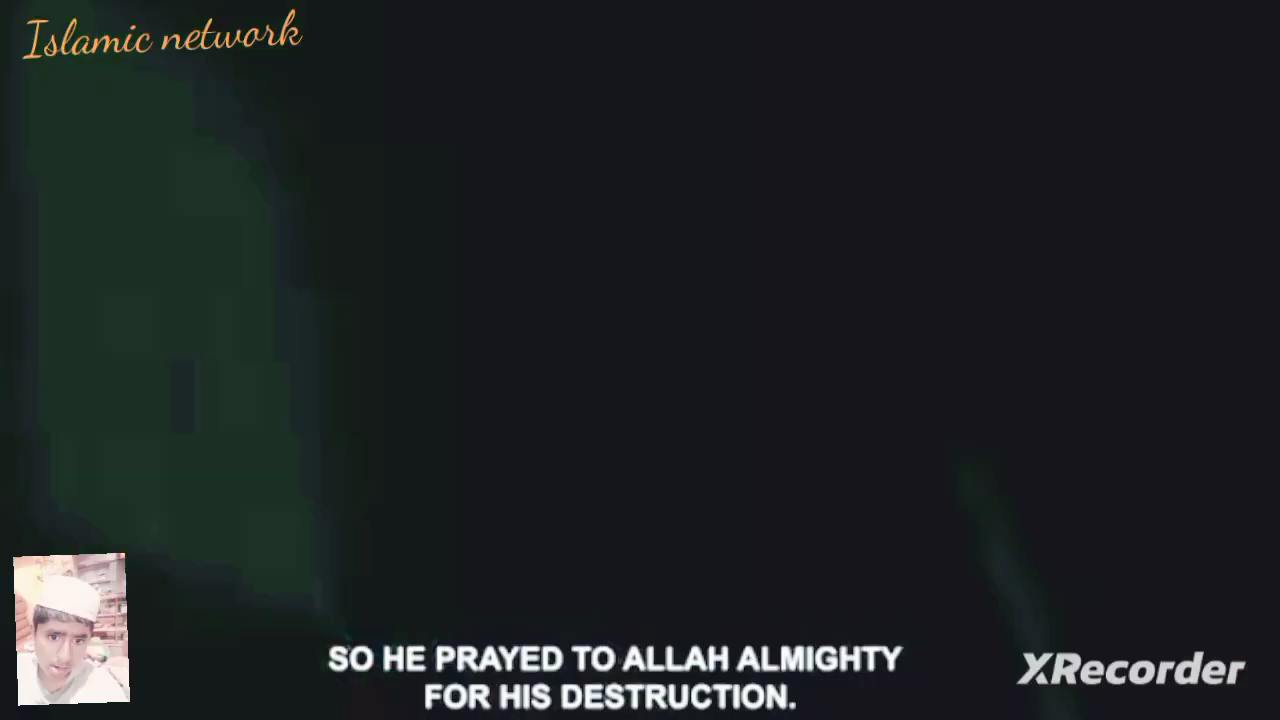 Islamic network
SO HE PRAYED TO ALLAH ALMIGHTY
FOR HIS DESTRUCTION.
XRecorder